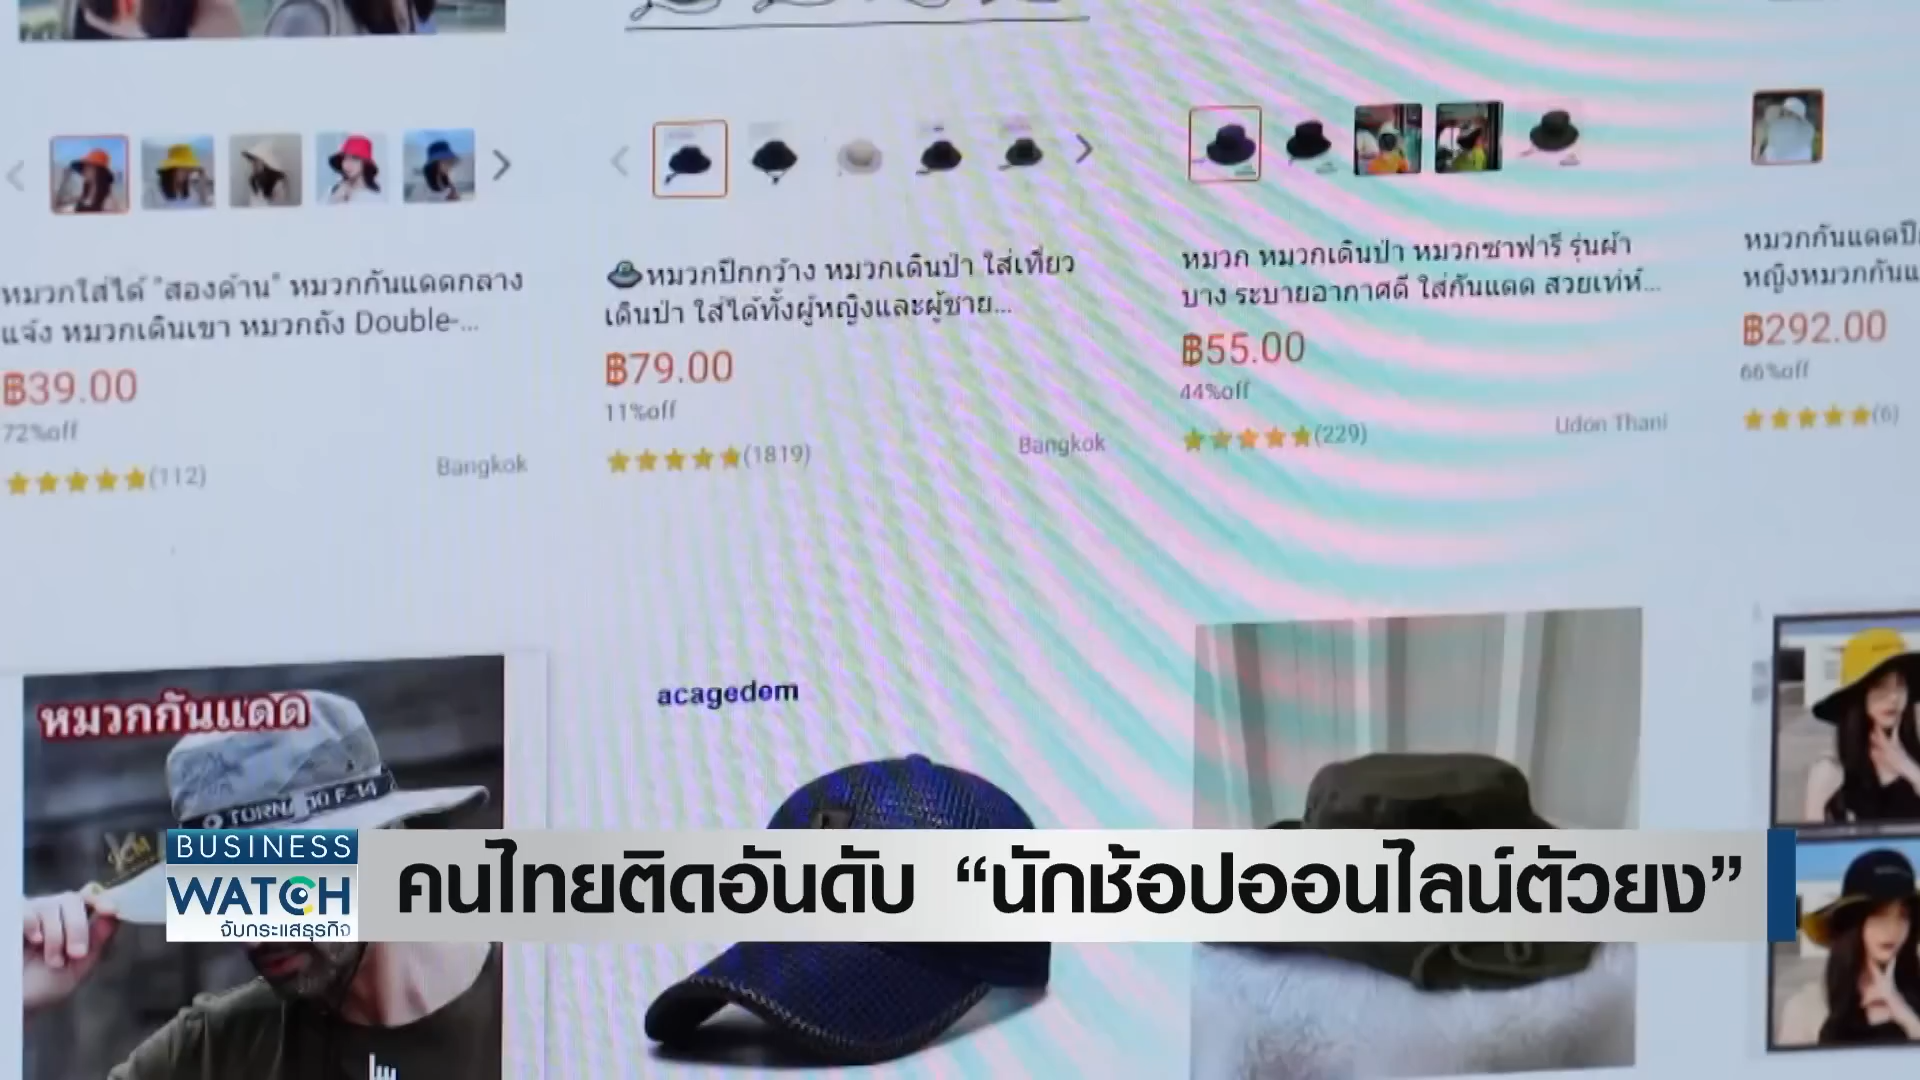 หมวกใส่ได้ "สองด้าน" หมวกกันแดดกลาง
แจ้ง หมวกเดินเขา หมวกถัง Double-...
฿39.00
72%off
(112)
Bangkok
หมวกปีกกว้าง หมวกเดินป่า ใส่เที่ยว
เดินป่า ใส่ได้ทั้งผู้หญิงและผู้ชาย...
฿79.00
11%off
(1819)
Bangkok
หมวก หมวกเดินป่า หมวกซาฟารี รุ่นผ้า
บาง ระบายอากาศดี ใส่กันแดด สวยเท่ห์...
฿55.00
44%off
(229)
Udon Thani
หมวกกันแดดปี
หญิงหมวกกันแ
฿292.00
66%off
(6)
หมวกกันแดด
TORNADO F-14
acagedom
BUSINESS
WATCH
จับกระแสธุรกิจ
คนไทยติดอันดับ “นักช้อปออนไลน์ตัวยง”